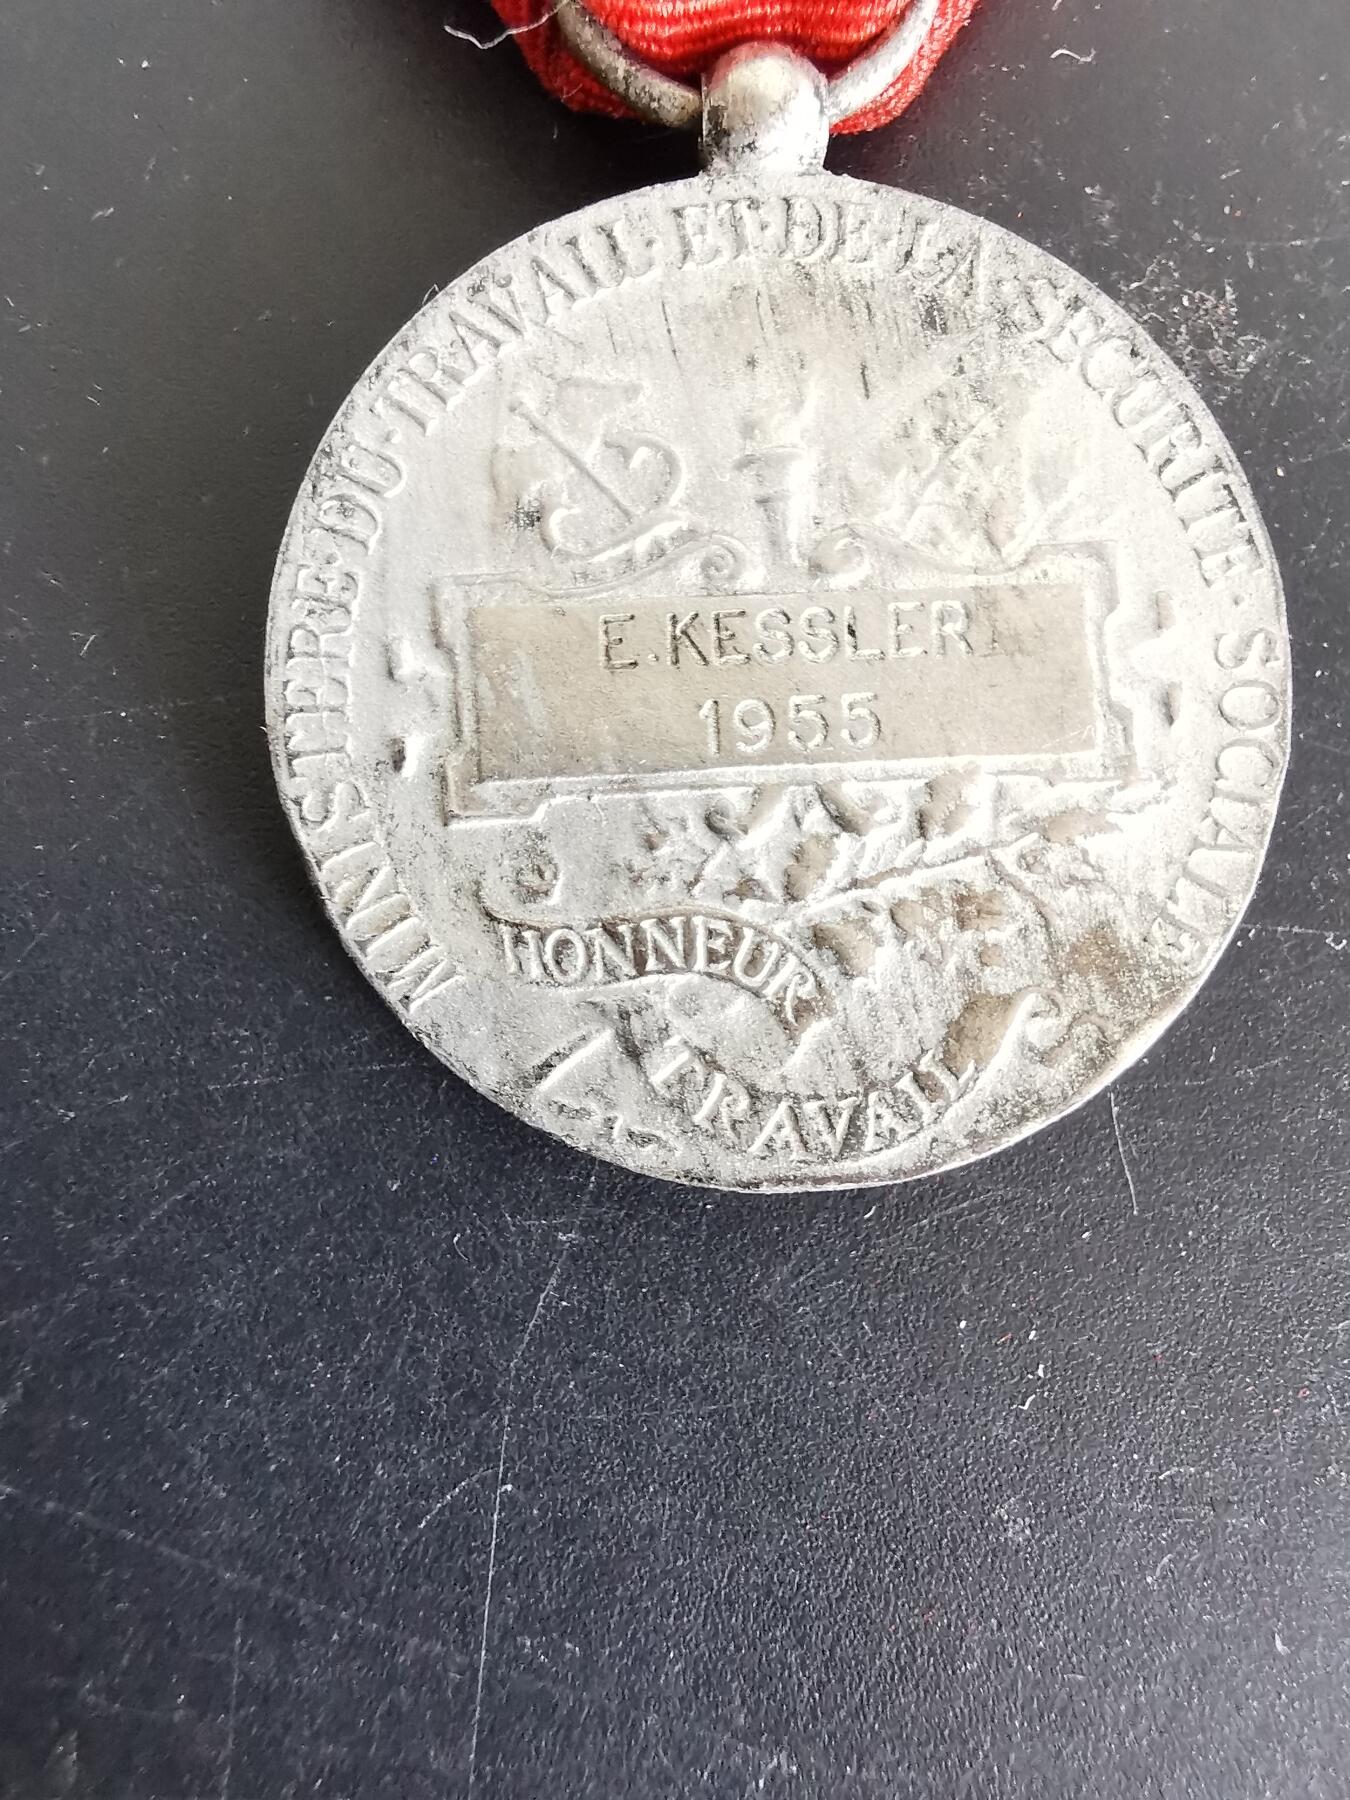 MINISTERE·DU·TRAVAIL·ET·DE·LA·SECURITE·SOCIALE
E.KESSLER
1955
HONNEUR
TRAVAIL